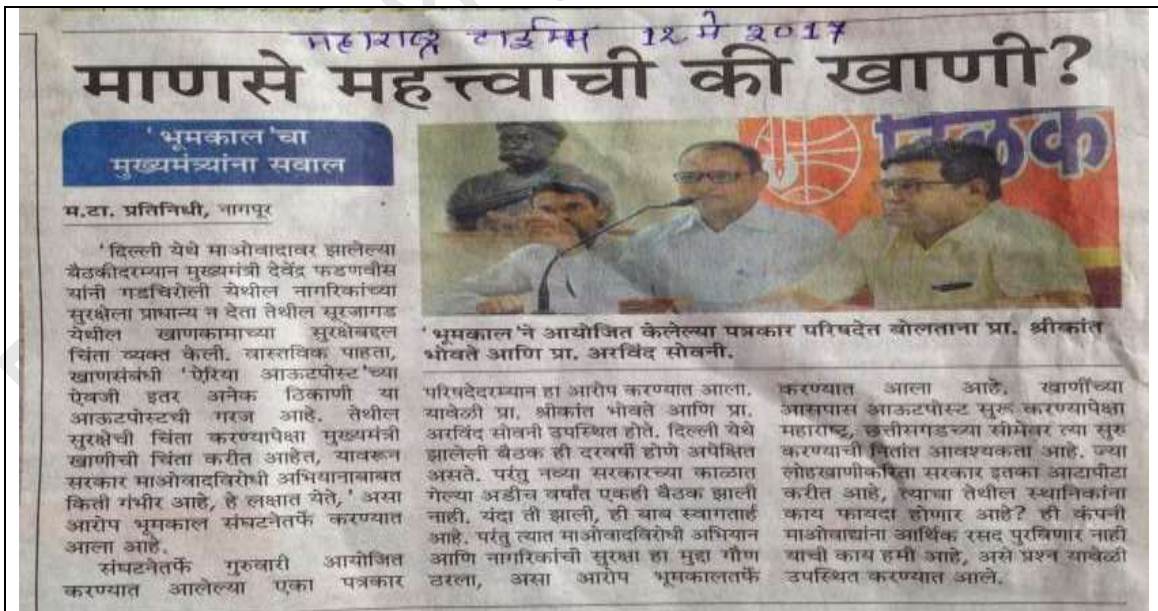 महाराष्ट्र टाईम्स 12 मे 2017
माणसे महत्त्वाची की खाणी?
'भूमकाल'चा
मुख्यमंत्र्यांना सवाल
म.टा. प्रतिनिधी, नागपूर
'दिल्ली येथे माओवादावर झालेल्या
बैठकीदरम्यान मुख्यमंत्री देवेंद्र फडणवीस
यांनी गडचिरोली येथील नागरिकांच्या
सुरक्षेला प्राधान्य न देता तेथील सुरजागड
येथील खाणकामाच्या सुरक्षेबद्दल
चिंता व्यक्त केली. वास्तविक पाहता,
खाणसंबंधी 'ऐरिया आऊटपोस्ट'च्या
ऐवजी इतर अनेक ठिकाणी या
आऊटपोस्टची गरज आहे. तेथील
सुरक्षेची चिंता करण्यापेक्षा मुख्यमंत्री
खाणीची चिंता करीत आहेत, यावरून
सरकार माओवादविरोधी अभियानाबाबत
किती गंभीर आहे, हे लक्षात येते,' असा
आरोप भूमकाल संघटनेतर्फे करण्यात
आला आहे.
संघटनेतर्फे गुरुवारी आयोजित
करण्यात आलेल्या एका पत्रकार
टिळक
'भूमकाल'ने आयोजित केलेल्या पत्रकार परिषदेत बोलताना प्रा. श्रीकांत
भोवते आणि प्रा. अरविंद सोवनी.
परिषदेदरम्यान हा आरोप करण्यात आला.
यावेळी प्रा. श्रीकांत भोवते आणि प्रा.
अरविंद सोवनी उपस्थित होते. दिल्ली येथे
झालेली बैठक ही दरवर्षी होणे अपेक्षित
असते. परंतु नव्या सरकारच्या काळात
गेल्या अडीच वर्षांत एकही बैठक झाली
नाही. यंदा ती झाली, ही बाब स्वागतार्ह
आहे. परंतु त्यात माओवादविरोधी अभियान
आणि नागरिकांची सुरक्षा हा मुद्दा गौण
ठरला, असा आरोप भूमकालतर्फे
करण्यात आला आहे. खाणींच्या
आसपास आऊटपोस्ट सुरू करण्यापेक्षा
महाराष्ट्र, छत्तीसगडच्या सीमेवर त्या सुरु
करण्याची नितांत आवश्यकता आहे. ज्या
लोहखाणीकरिता सरकार इतका आटापीटा
करीत आहे, त्याचा तेथील स्थानिकांना
काय फायदा होणार आहे? ही कंपनी
माओवाद्यांना आर्थिक रसद पुरविणार नाही
याची काय हमी आहे, असे प्रश्न यावेळी
उपस्थित करण्यात आले.